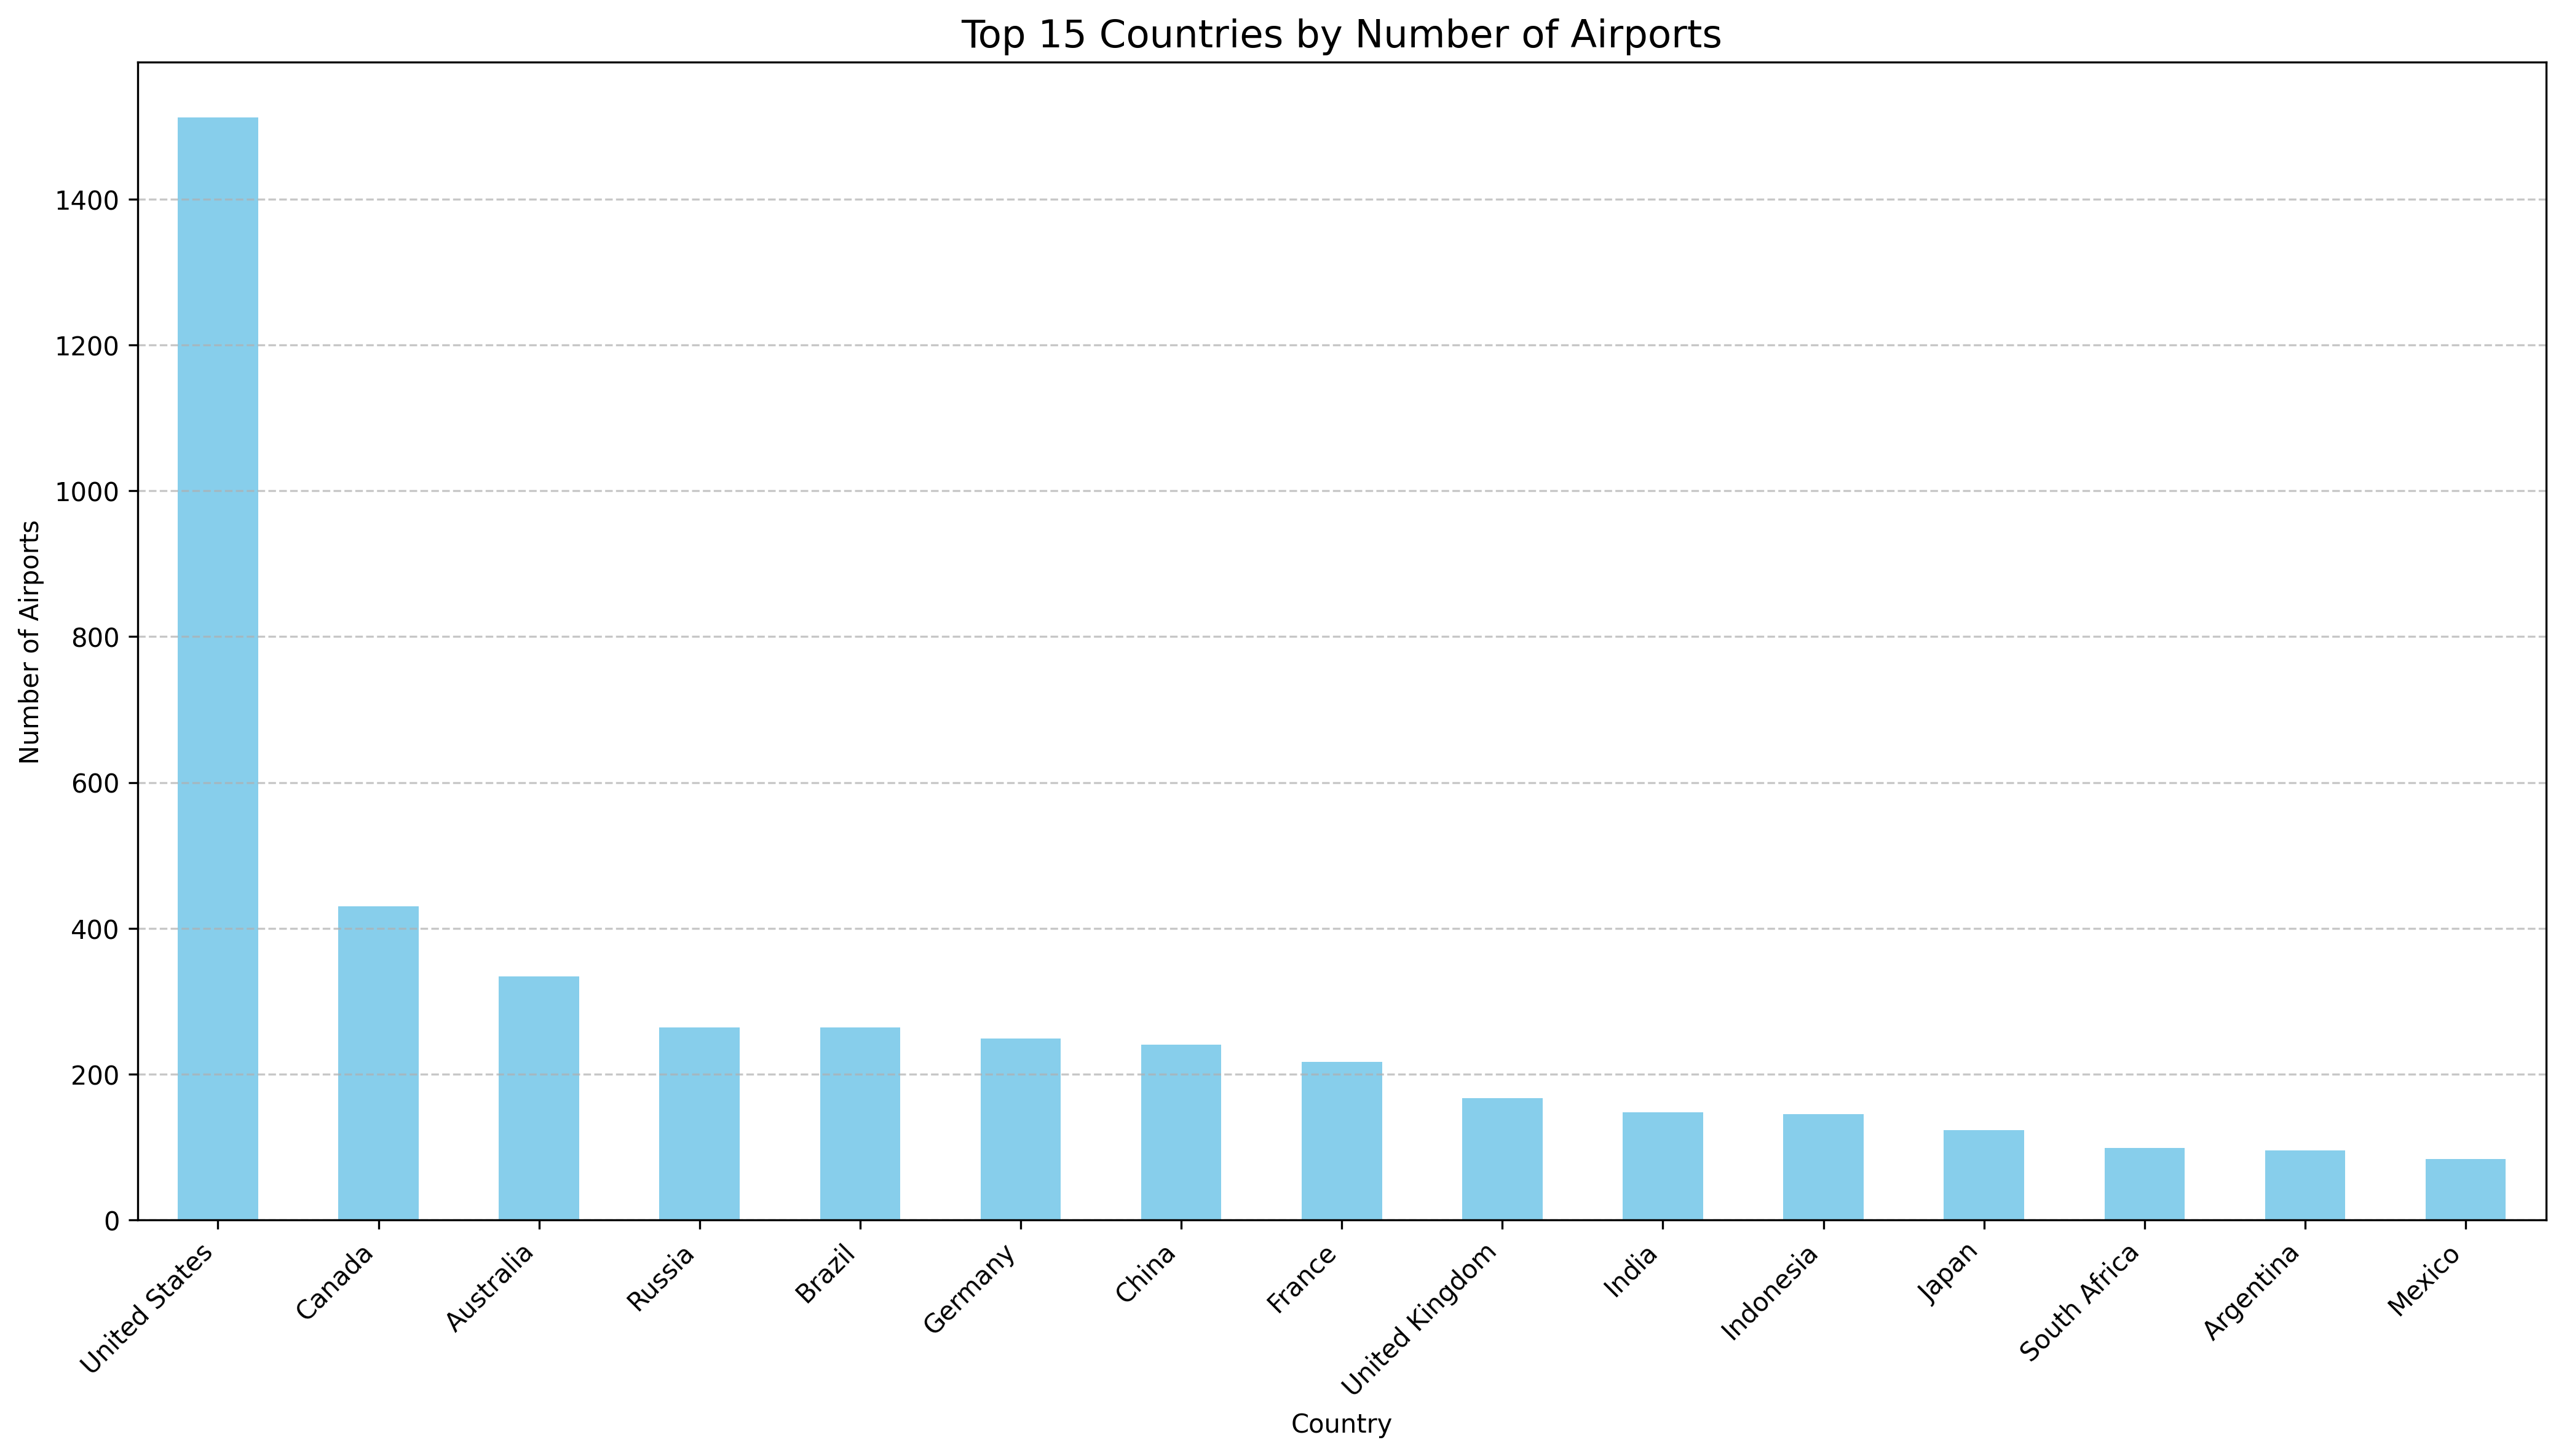 Top 15 Countries by Number of Airports
Number of Airports
1400
1200
1000
800
600
400
200
0
United States
Canada
Australia
Russia
Brazil
Germany
China
France
United Kingdom
India
Indonesia
Japan
South Africa
Argentina
Mexico
Country